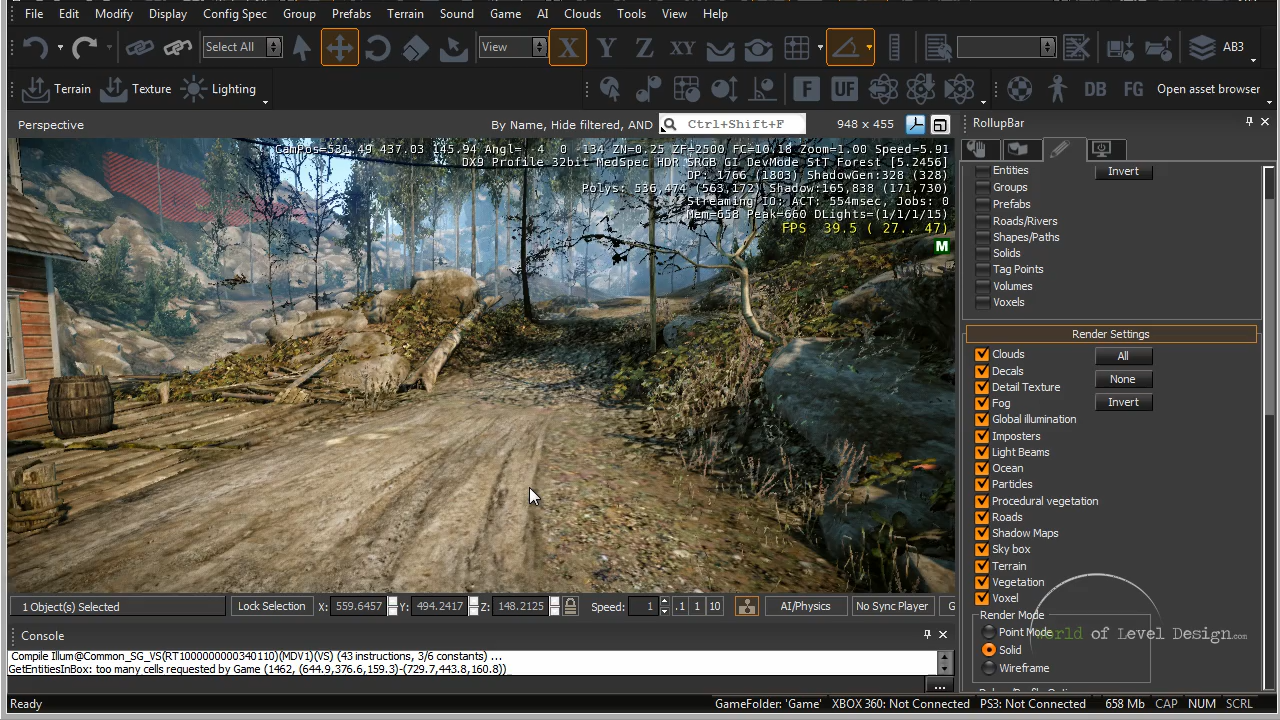 File Edit Modify Display Config Spec Group Prefabs Terrain Sound Game AI Clouds Tools View Help
Select All View X Y Z XY AB3
Terrain Texture Lighting F UF DB FG Open asset browser
Perspective By Name, Hide filtered, AND Ctrl+Shift+F 948 x 455 RollupBar
DX9 Profile 32bit MedSpec HDR SRGB GI DevMode StT Forest [5.2456]
DP: 1766 (1803) ShadowGen:328 (328)
Polys: 536,474 (563,172) Shadow:165,838 (171,730)
Streaming IO: ACT: 554msec, Jobs: 0
Mem=658 Peak=660 DLights=(1/1/1/15)
FPS 39.5 ( 27.. 47)
M
Entities Invert
Groups
Prefabs
Roads/Rivers
Shapes/Paths
Solids
Tag Points
Volumes
Voxels
Render Settings
Clouds All
Decals
Detail Texture None
Fog Invert
Global illumination
Imposters
Light Beams
Ocean
Particles
Procedural vegetation
Roads
Shadow Maps
Sky box
Terrain
Vegetation
Voxel
Render Mode
Point Mode
World of Level Design.com
Solid
Wireframe
1 Object(s) Selected Lock Selection X: 559.6457 Y: 494.2417 Z: 148.2125 Speed: 1 .1 1 10 AI/Physics No Sync Player G
Console
Compile Illum@Common_SG_VS(RT1000000000340110)(MDV1)(VS) (43 instructions, 3/6 constants) ...
GetEntitiesInBox: too many cells requested by Game (1462, (644.9,376.6,159.3)-(729.7,443.8,160.8))
...
Ready GameFolder: 'Game' XBOX 360: Not Connected PS3: Not Connected 658 Mb CAP NUM SCRL